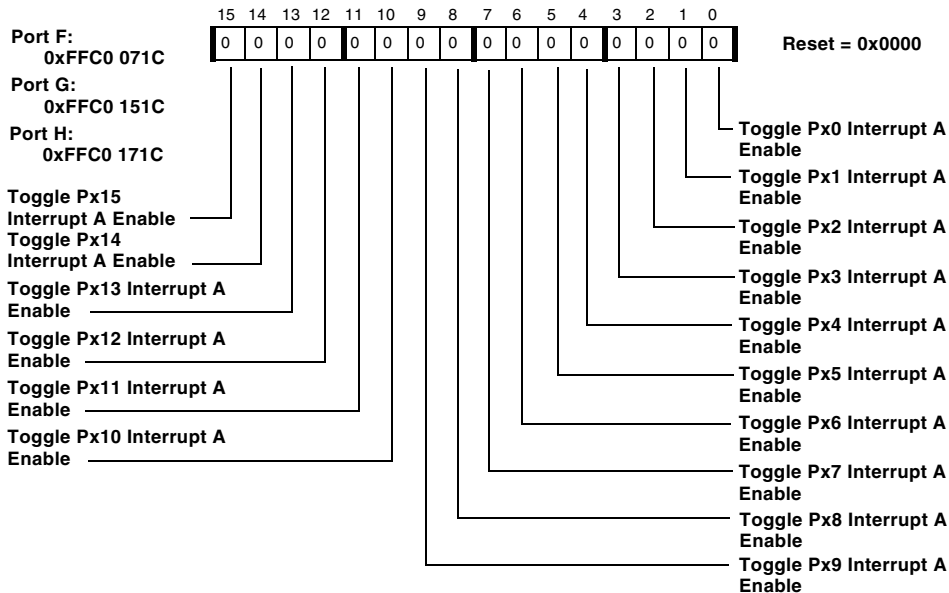 15 14 13 12 11 10 9 8 7 6 5 4 3 2 1 0
0 0 0 0 0 0 0 0 0 0 0 0 0 0 0 0
Reset = 0x0000
Port F:
0xFFC0 071C
Port G:
0xFFC0 151C
Port H:
0xFFC0 171C
Toggle Px15
Interrupt A Enable
Toggle Px14
Interrupt A Enable
Toggle Px13 Interrupt A
Enable
Toggle Px12 Interrupt A
Enable
Toggle Px11 Interrupt A
Enable
Toggle Px10 Interrupt A
Enable
Toggle Px0 Interrupt A
Enable
Toggle Px1 Interrupt A
Enable
Toggle Px2 Interrupt A
Enable
Toggle Px3 Interrupt A
Enable
Toggle Px4 Interrupt A
Enable
Toggle Px5 Interrupt A
Enable
Toggle Px6 Interrupt A
Enable
Toggle Px7 Interrupt A
Enable
Toggle Px8 Interrupt A
Enable
Toggle Px9 Interrupt A
Enable